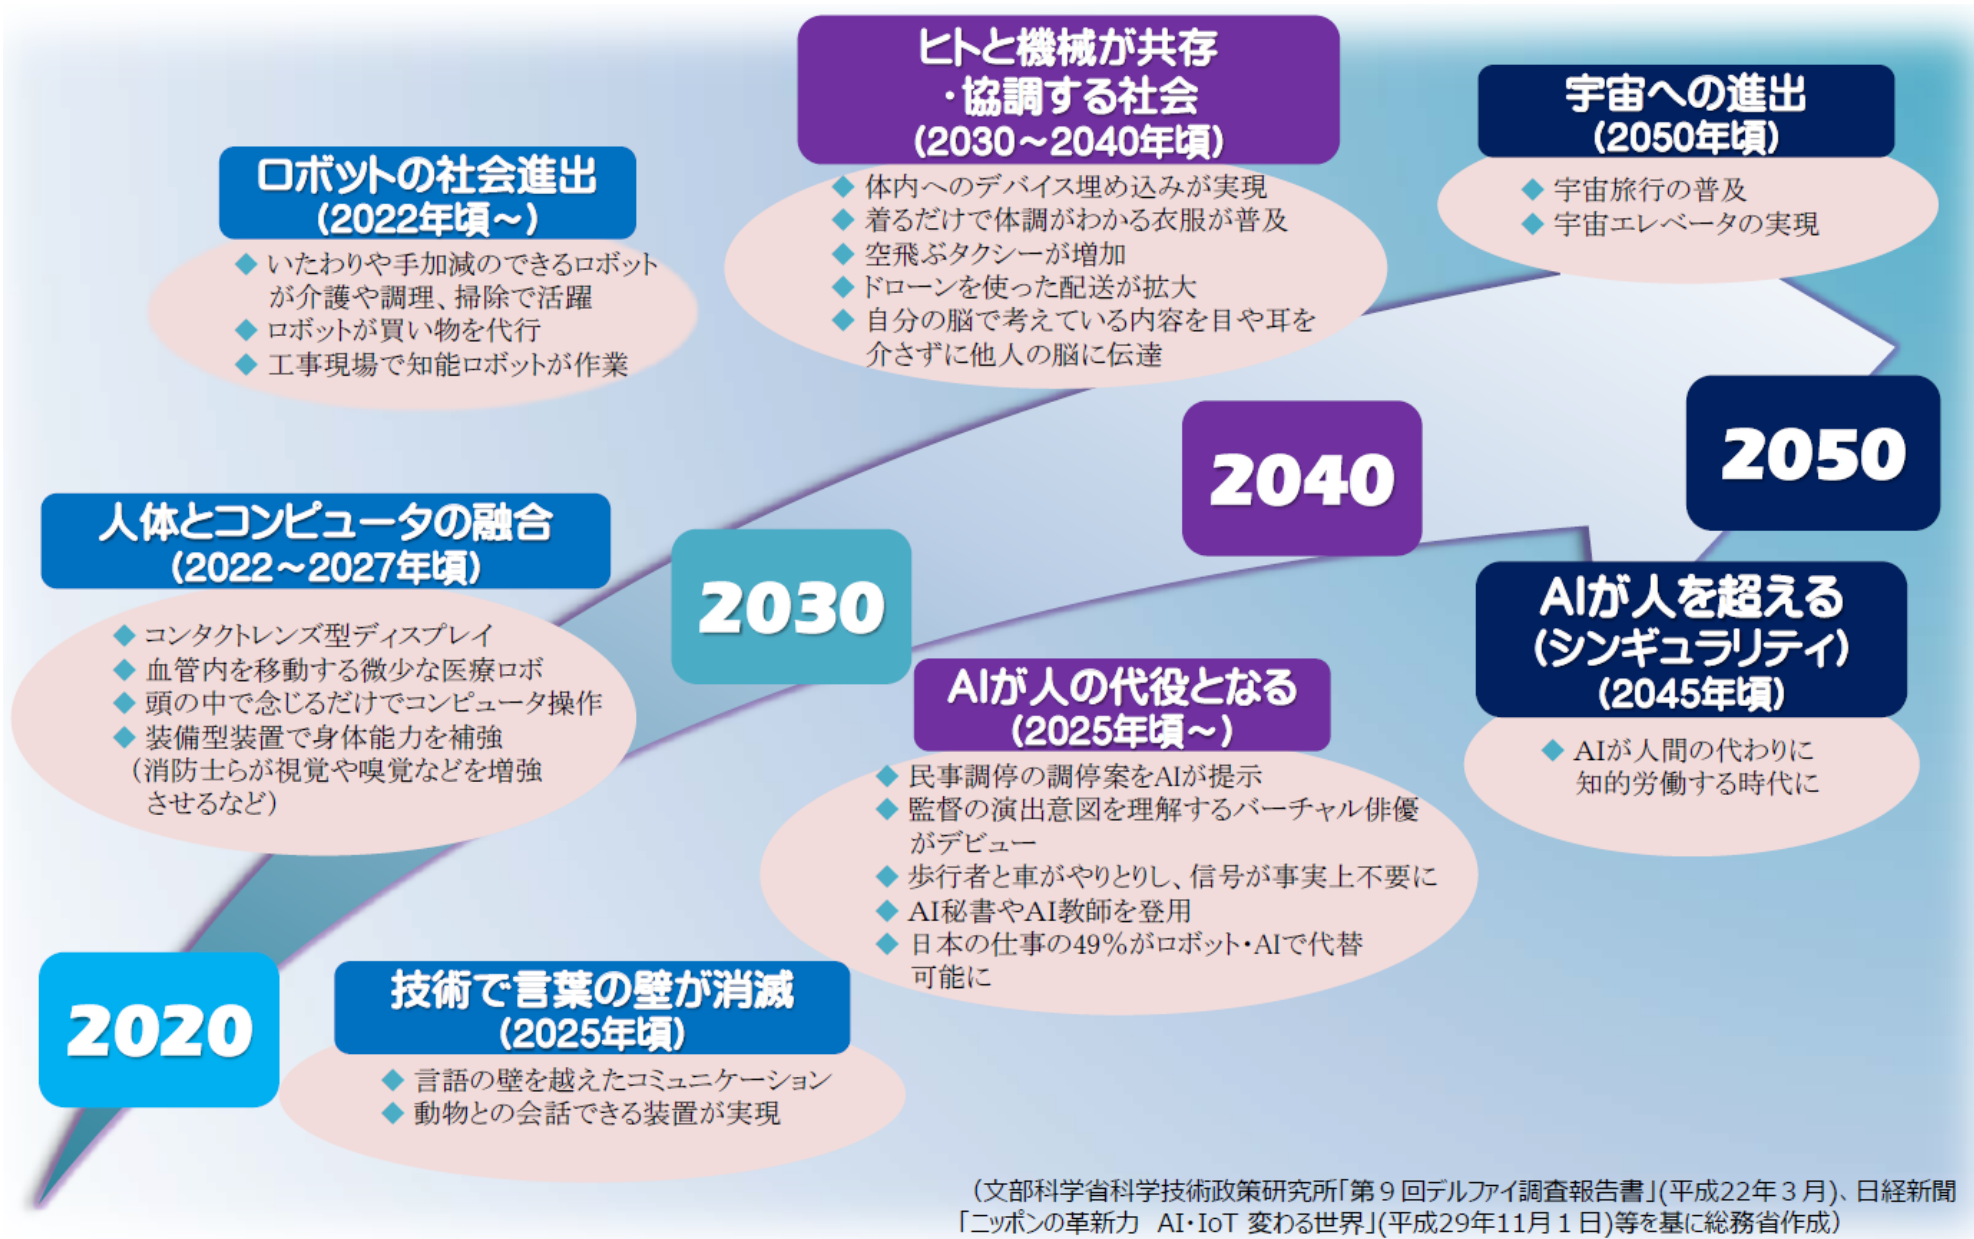 ヒトと機械が共存
・協調する社会
(2030～2040年頃)
◆ 体内へのデバイス埋め込みが実現
◆ 着るだけで体調がわかる衣服が普及
◆ 空飛ぶタクシーが増加
◆ ドローンを使った配送が拡大
◆ 自分の脳で考えている内容を目や耳を
介さずに他人の脳に伝達
宇宙への進出
(2050年頃)
◆ 宇宙旅行の普及
◆ 宇宙エレベータの実現
ロボットの社会進出
(2022年頃～)
◆ いたわりや手加減のできるロボット
が介護や調理、掃除で活躍
◆ ロボットが買い物を代行
◆ 工事現場で知能ロボットが作業
2050
2040
人体とコンピュータの融合
(2022～2027年頃)
◆ コンタクトレンズ型ディスプレイ
◆ 血管内を移動する微少な医療ロボ
◆ 頭の中で念じるだけでコンピュータ操作
◆ 装備型装置で身体能力を補強
（消防士らが視覚や嗅覚などを増強
させるなど）
2030
AIが人を超える
(シンギュラリティ)
(2045年頃)
◆ AIが人間の代わりに
知的労働する時代に
AIが人の代役となる
(2025年頃～)
◆ 民事調停の調停案をAIが提示
◆ 監督の演出意図を理解するバーチャル俳優
がデビュー
◆ 歩行者と車がやりとりし、信号が事実上不要に
◆ AI秘書やAI教師を登用
◆ 日本の仕事の49%がロボット・AIで代替
可能に
2020
技術で言葉の壁が消滅
(2025年頃)
◆ 言語の壁を越えたコミュニケーション
◆ 動物との会話できる装置が実現
（文部科学省科学技術政策研究所「第９回デルファイ調査報告書」(平成22年３月)、日経新聞
「ニッポンの革新力　AI・IoT 変わる世界」(平成29年11月１日)等を基に総務省作成）